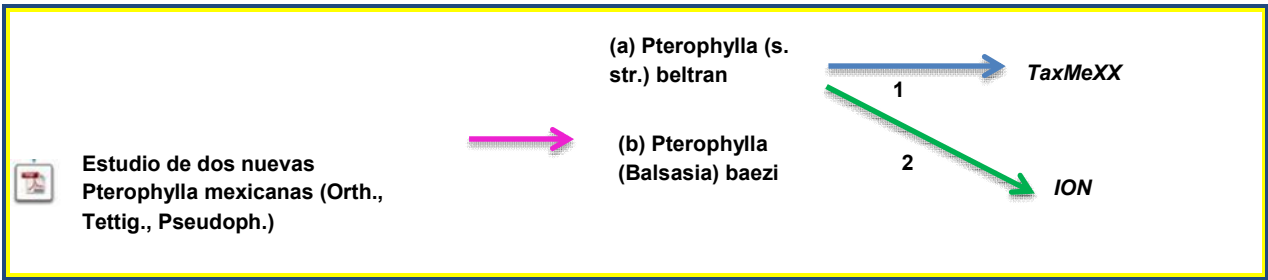 Estudio de dos nuevas
Pterophylla mexicanas (Orth.,
Tettig., Pseudoph.)
(a) Pterophylla (s.
str.) beltran
(b) Pterophylla
(Balsasia) baezi
1
2
TaxMeXX
ION